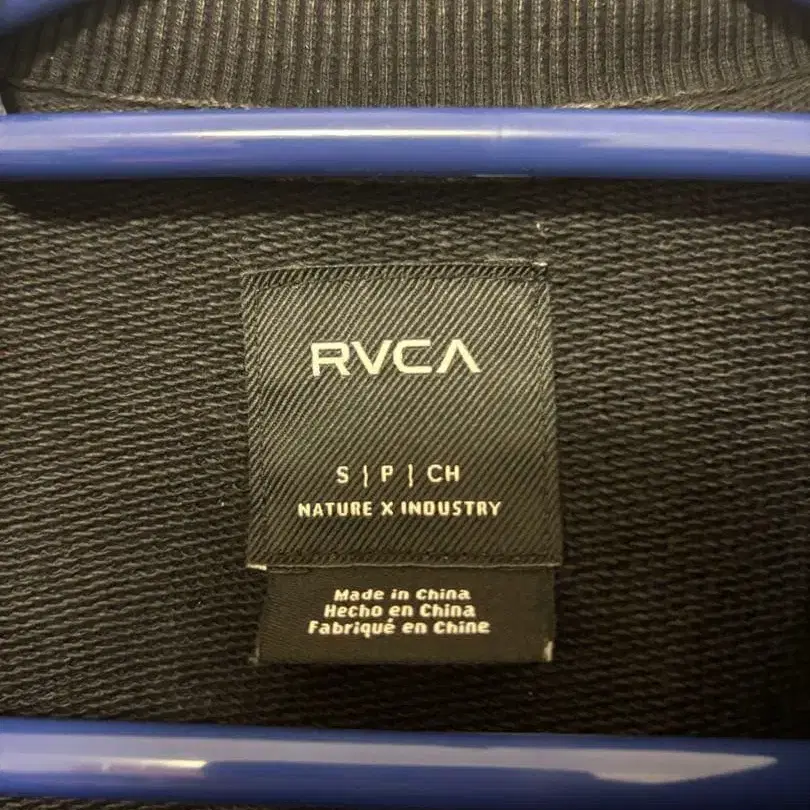 RVCA
S | P | CH
NATURE X INDUSTRY
Made in China
Hecho en China
Fabriqué en Chine